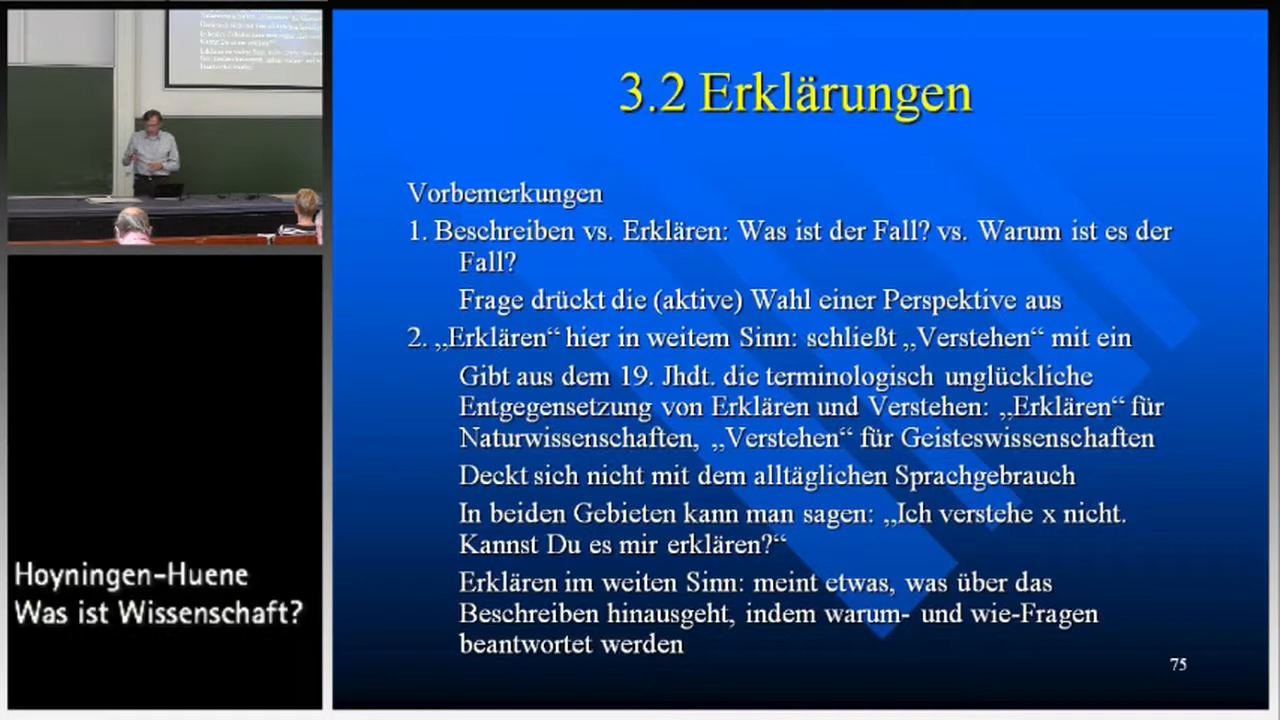 3.2 Erklärungen
Vorbemerkungen
1. Beschreiben vs. Erklären: Was ist der Fall? vs. Warum ist es der
Fall?
Frage drückt die (aktive) Wahl einer Perspektive aus
2. „Erklären“ hier in weitem Sinn: schließt „Verstehen“ mit ein
Gibt aus dem 19. Jhdt. die terminologisch unglückliche
Entgegensetzung von Erklären und Verstehen: „Erklären“ für
Naturwissenschaften, „Verstehen“ für Geisteswissenschaften
Deckt sich nicht mit dem alltäglichen Sprachgebrauch
In beiden Gebieten kann man sagen: „Ich verstehe x nicht.
Kannst Du es mir erklären?“
Erklären im weiten Sinn: meint etwas, was über das
Beschreiben hinausgeht, indem warum- und wie-Fragen
beantwortet werden
75
Hoyningen-Huene
Was ist Wissenschaft?